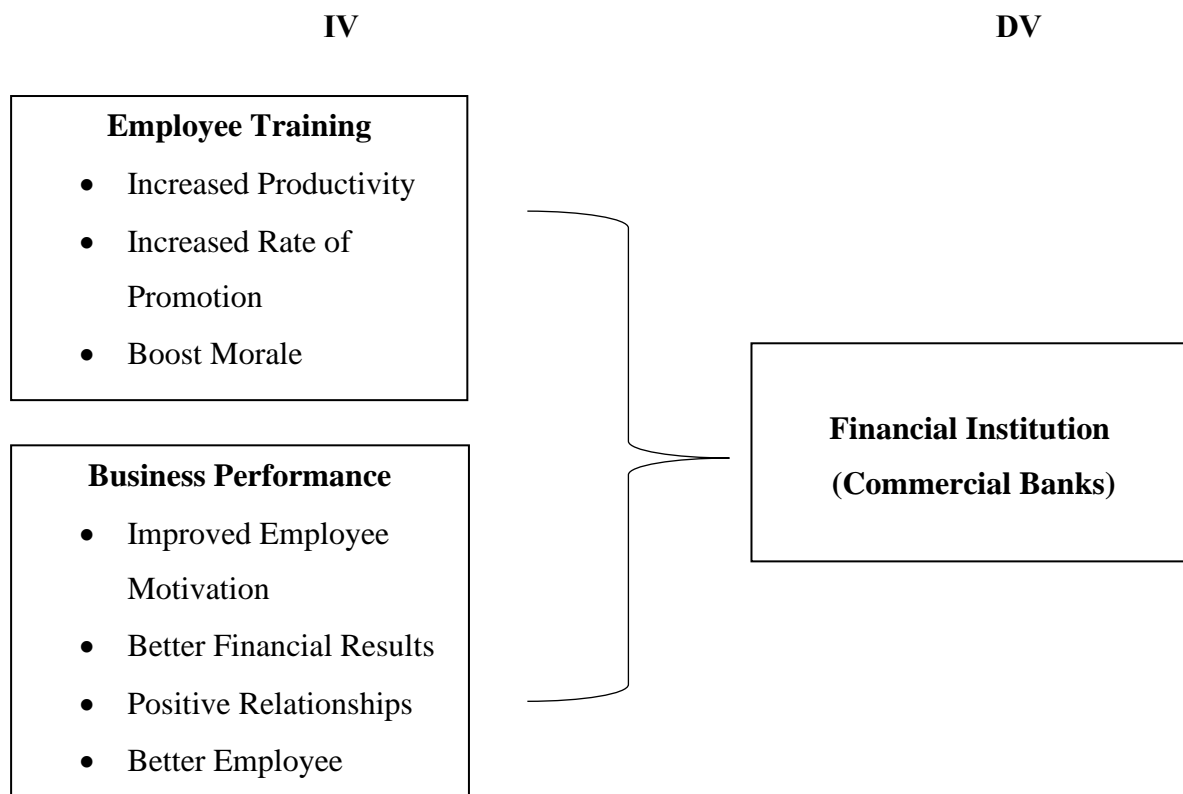 IV
DV
Employee Training
• Increased Productivity
• Increased Rate of
Promotion
• Boost Morale
Business Performance
• Improved Employee
Motivation
• Better Financial Results
• Positive Relationships
• Better Employee
Financial Institution
(Commercial Banks)